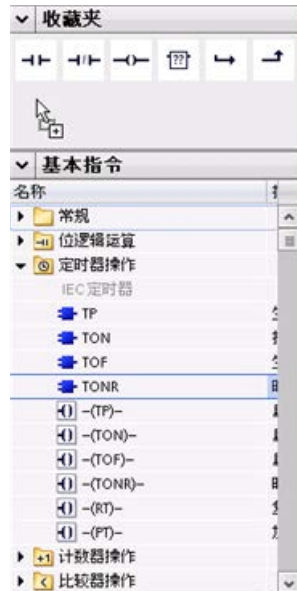 收藏夹
??
基本指令
名称
常规
位逻辑运算
定时器操作
IEC定时器
TP
TON
TOF
TONR
-(TP)-
-(TON)-
-(TOF)-
-(TONR)-
-(RT)-
-(PT)-
+1 计数器操作
比较器操作